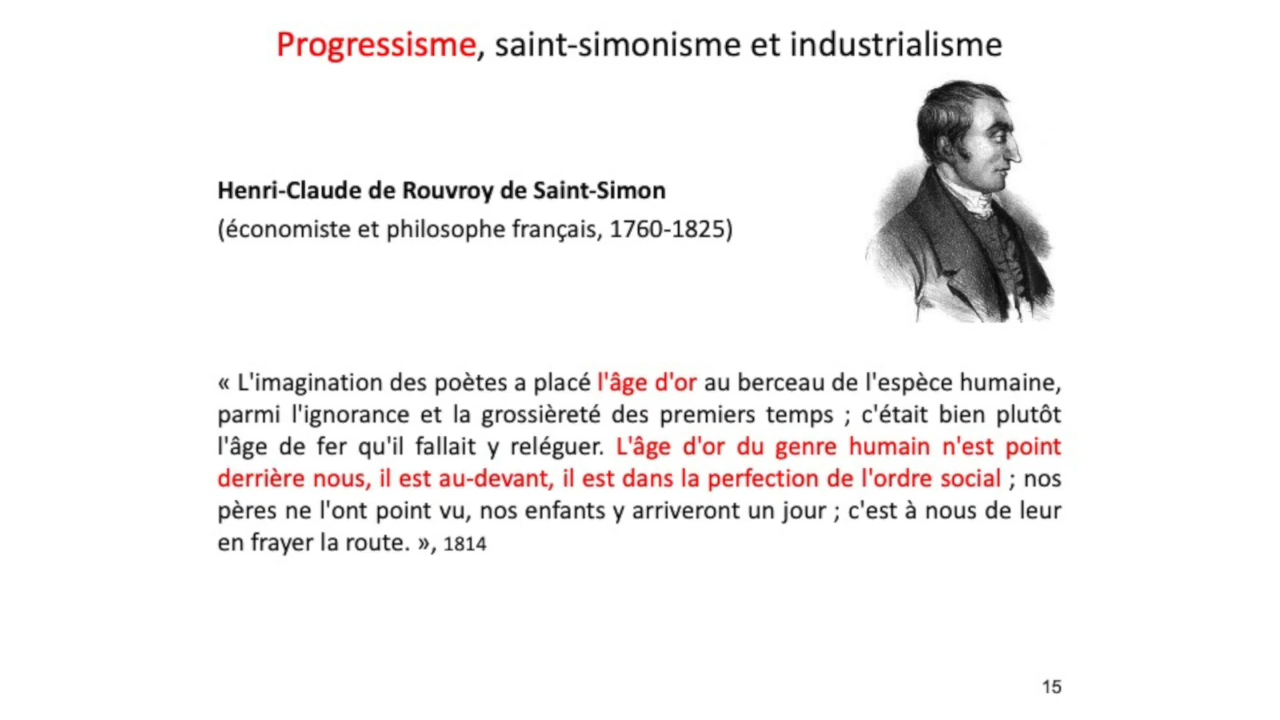 Progressisme, saint-simonisme et industrialisme
Henri-Claude de Rouvroy de Saint-Simon
(économiste et philosophe français, 1760-1825)
« L'imagination des poètes a placé l'âge d'or au berceau de l'espèce humaine,
parmi l'ignorance et la grossièreté des premiers temps ; c'était bien plutôt
l'âge de fer qu'il fallait y reléguer. L'âge d'or du genre humain n'est point
derrière nous, il est au-devant, il est dans la perfection de l'ordre social ; nos
pères ne l'ont point vu, nos enfants y arriveront un jour ; c'est à nous de leur
en frayer la route. », 1814
15